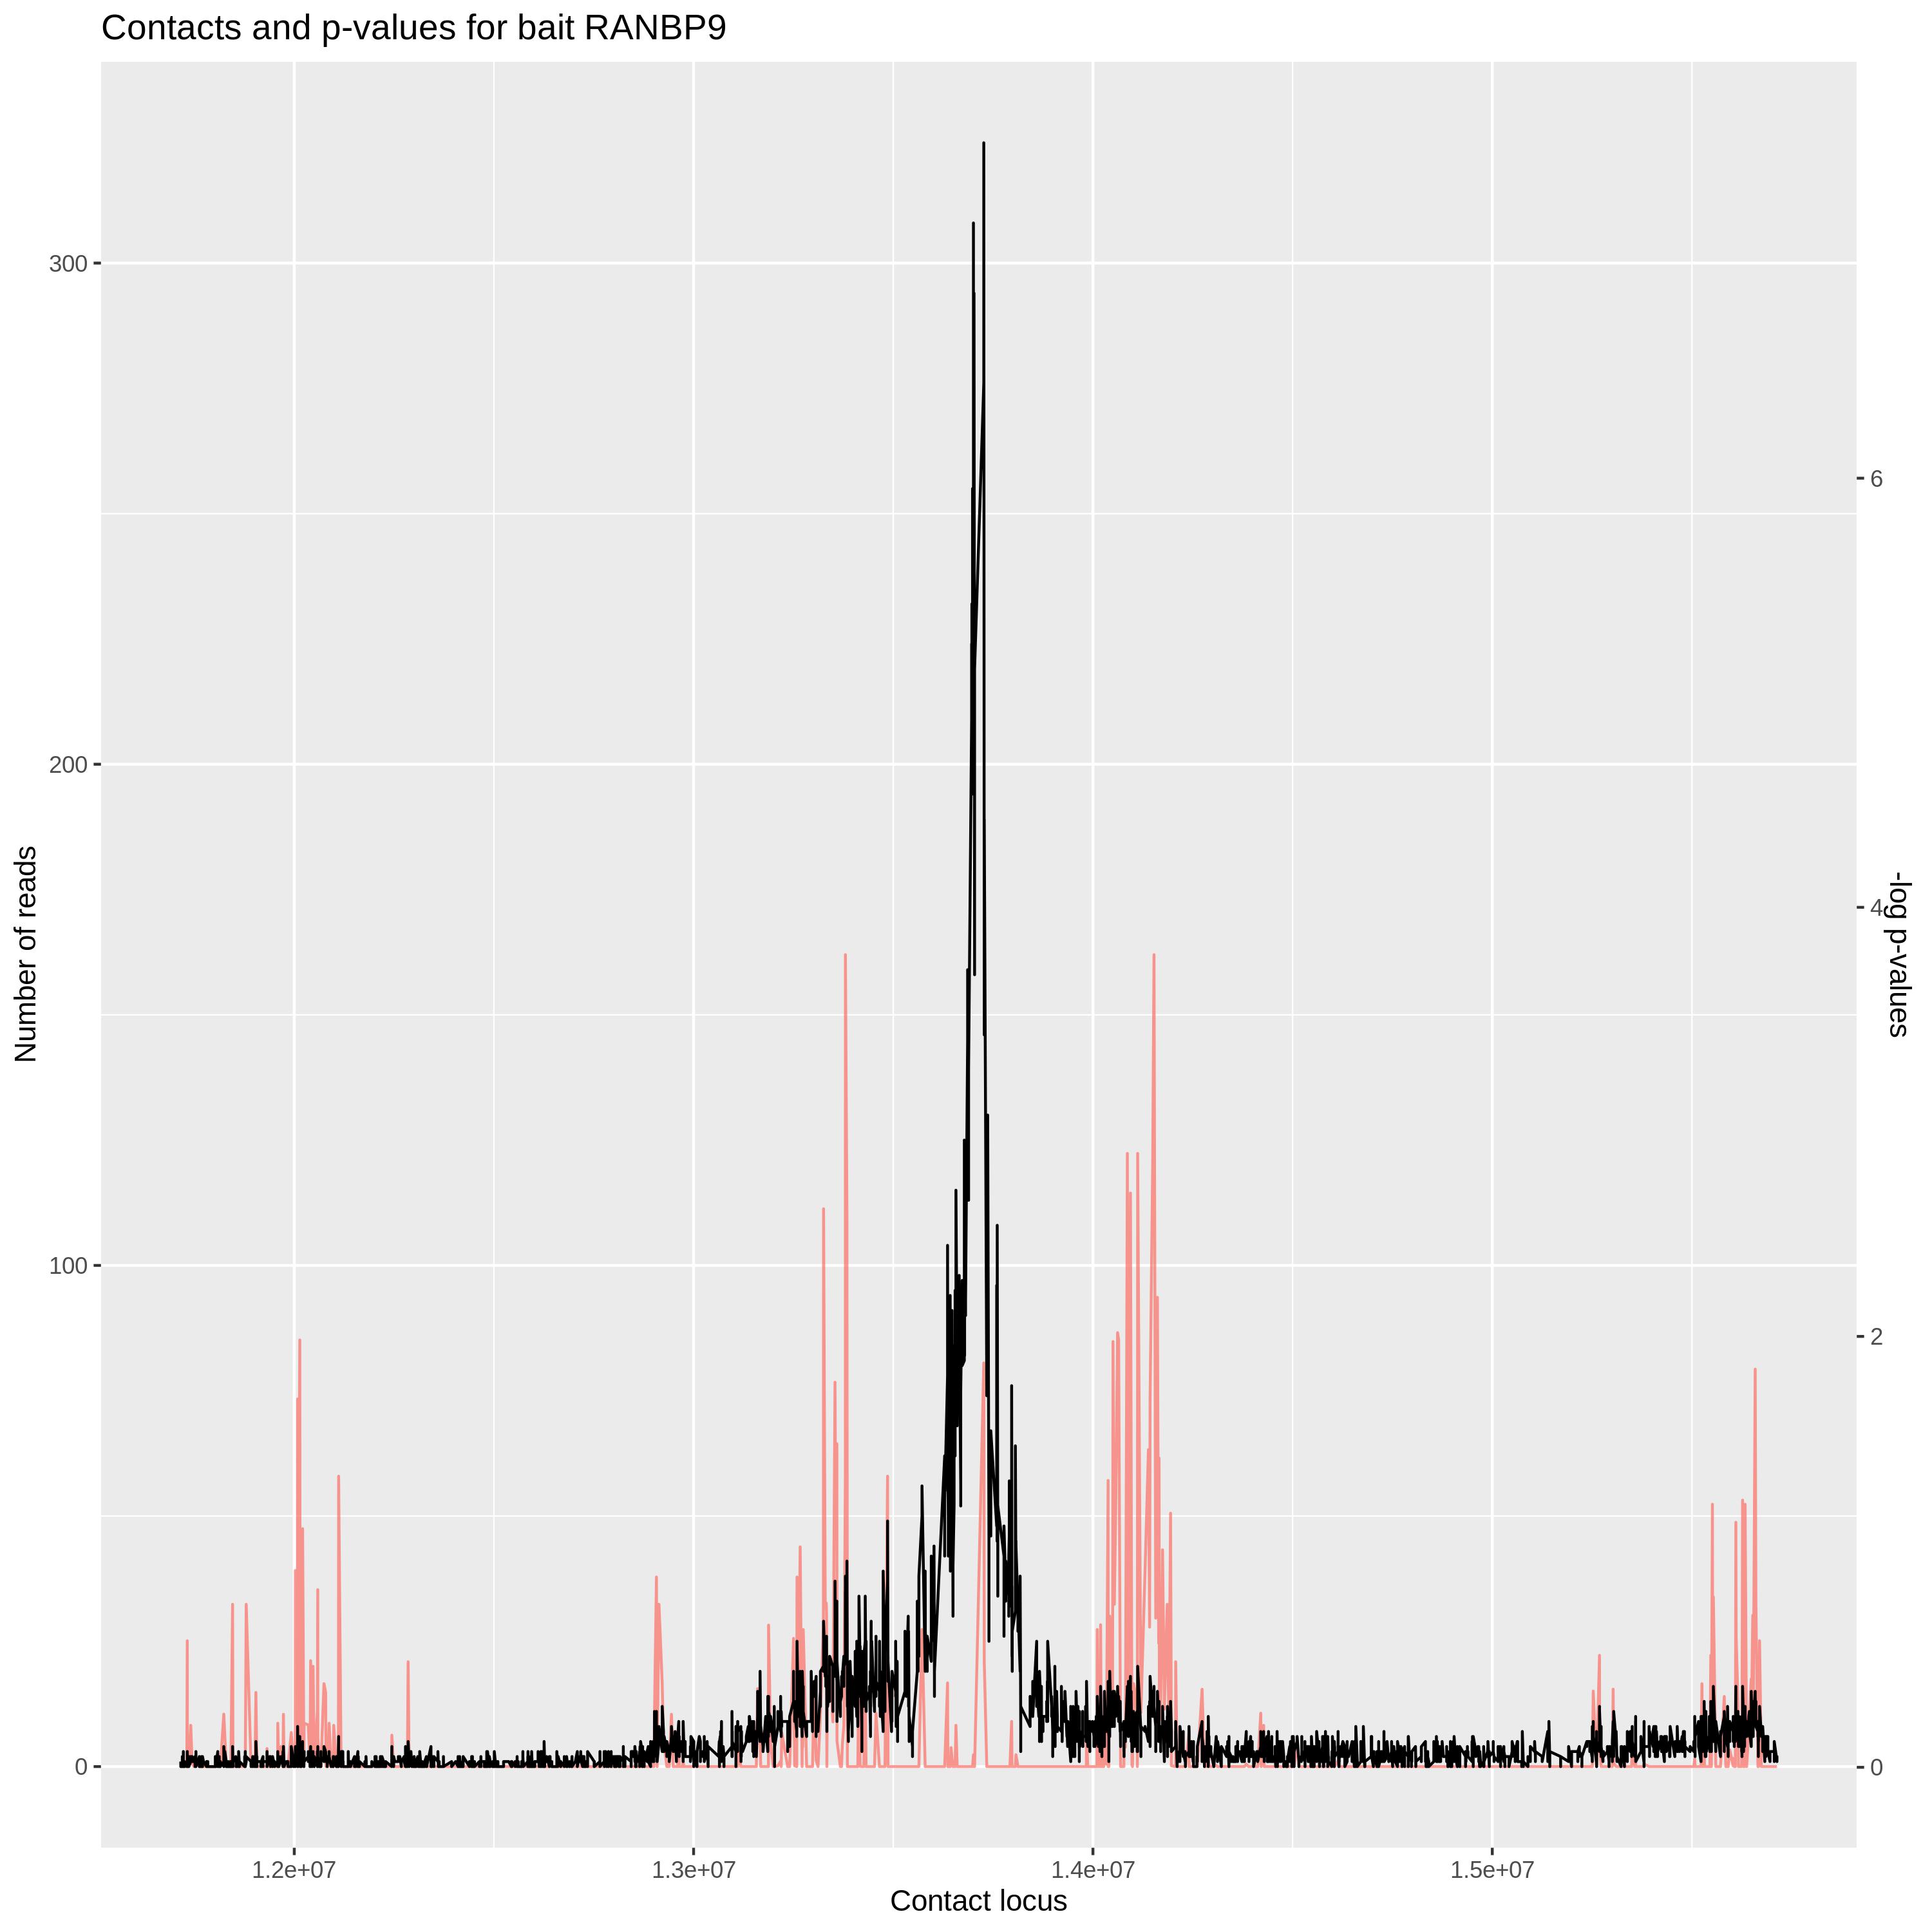 Contacts and p-values for bait RANBP9
300
200
100
0
Number of reads
6
4
2
0
-log p-values
1.2e+07
1.3e+07
1.4e+07
1.5e+07
Contact locus